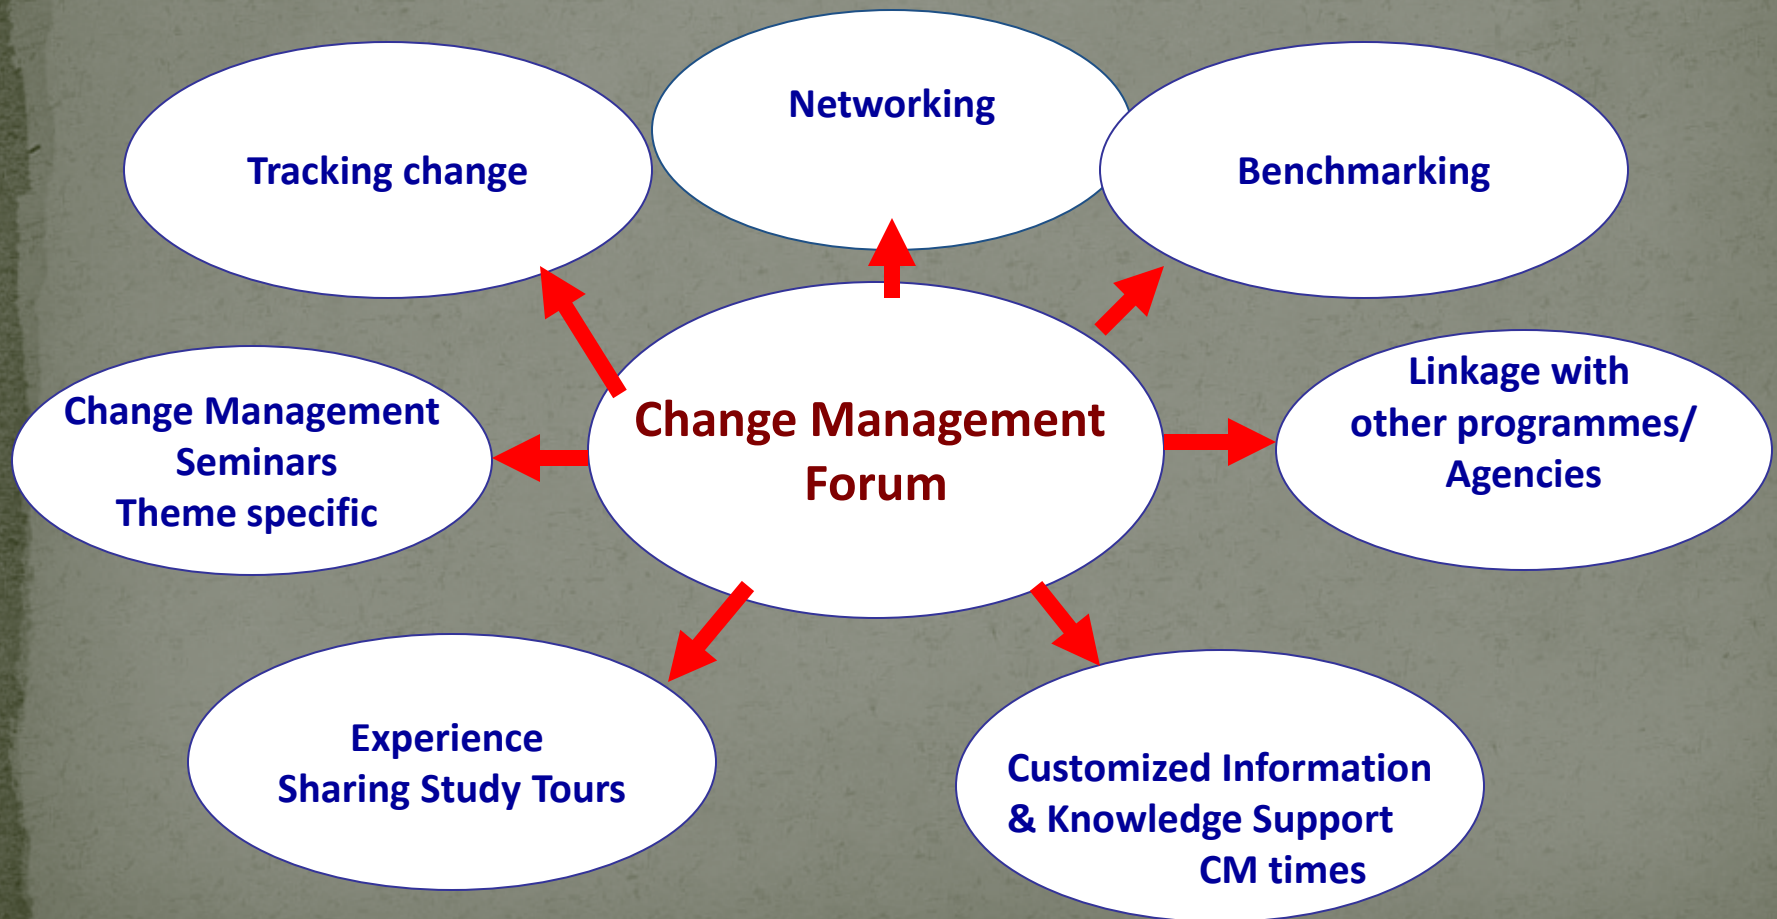 Networking
Tracking change
Benchmarking
Change Management
Seminars
Theme specific
Change Management
Forum
Linkage with
other programmes/
Agencies
Experience
Sharing Study Tours
Customized Information
& Knowledge Support
CM times